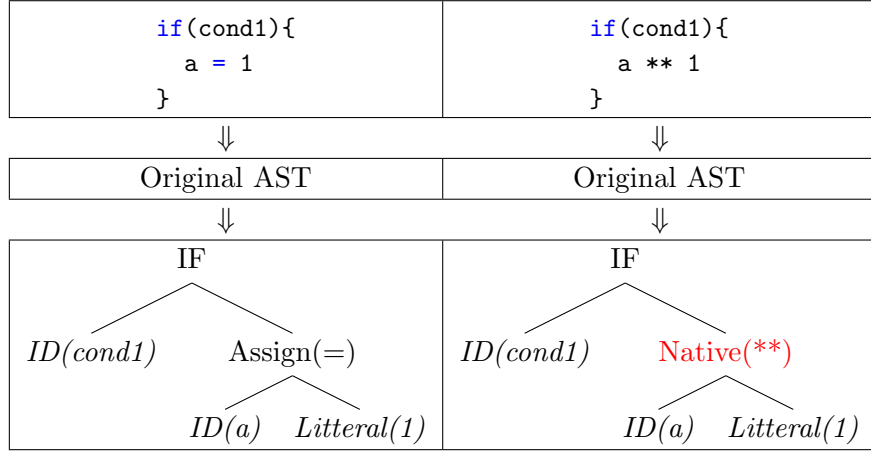 if(cond1){ if(cond1){
a = 1 a ** 1
} }
⇓ ⇓
Original AST Original AST
⇓ ⇓
IF IF
ID(cond1) Assign(=) ID(cond1) Native(**)
ID(a) Litteral(1) ID(a) Litteral(1)